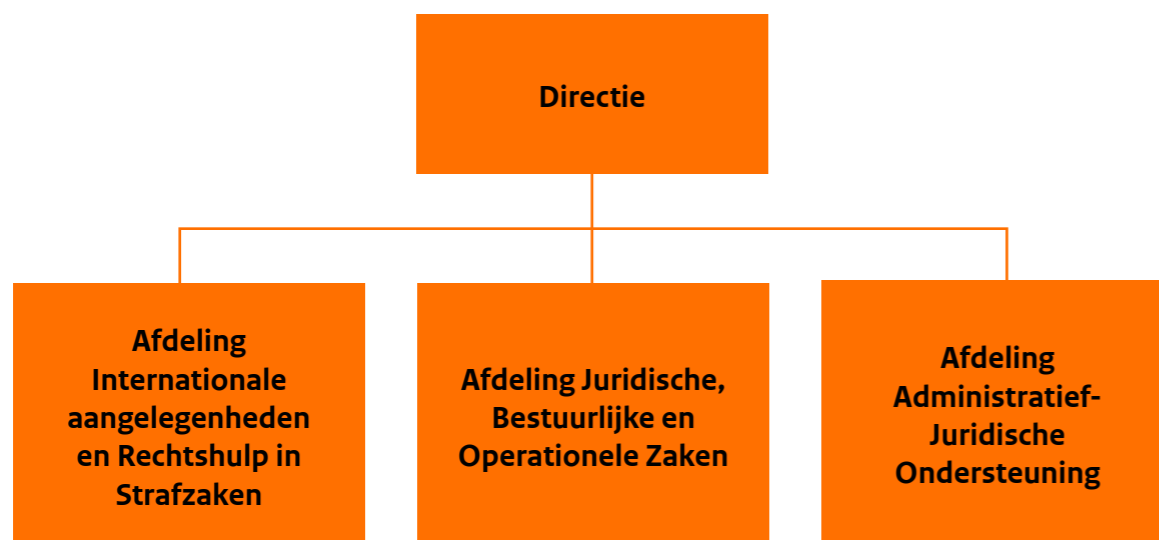 Directie
Afdeling
Internationale
aangelegenheden
en Rechtshulp in
Strafzaken
Afdeling Juridische,
Bestuurlijke en
Operationele Zaken
Afdeling
Administratief-
Juridische
Ondersteuning